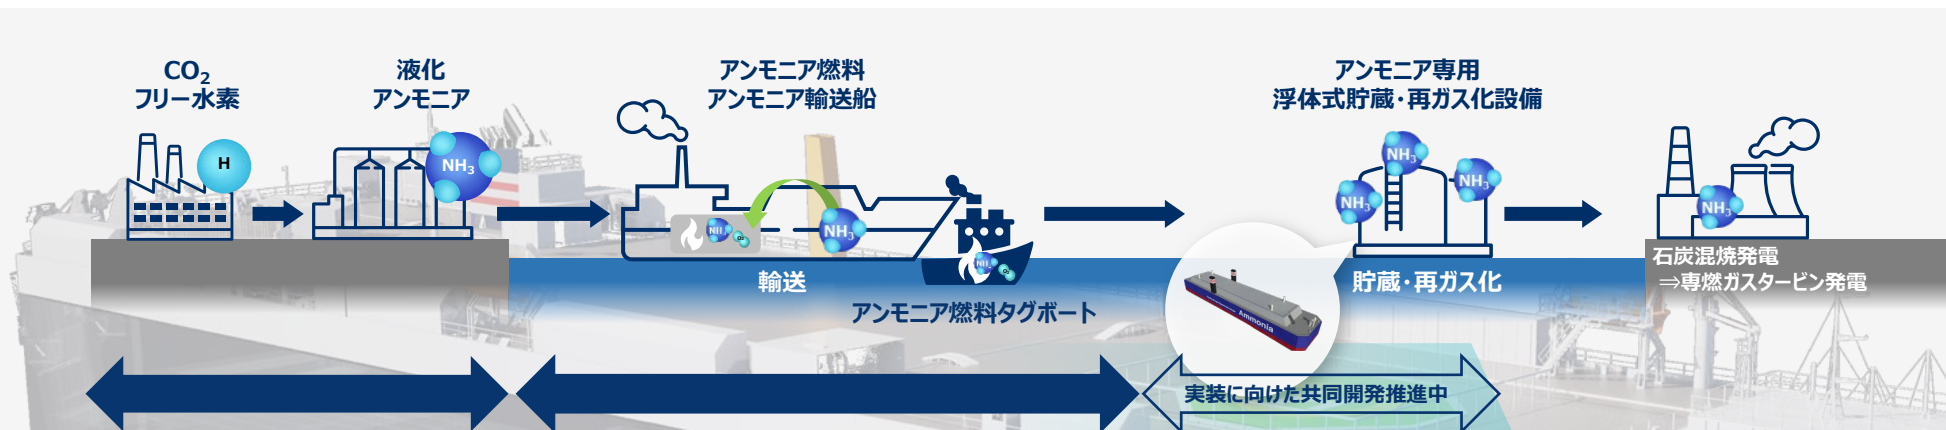 CO₂
フリー水素
液化
アンモニア
アンモニア燃料
アンモニア輸送船
アンモニア専用
浮体式貯蔵・再ガス化設備
H
NH₃
NH₃
O₂
NH₃
NH₃
O₂
NH₃
NH₃
NH₃
NH₃
輸送
アンモニア燃料タグボート
Ammonia
貯蔵・再ガス化
石炭混焼発電
⇒専燃ガスタービン発電
実装に向けた共同開発推進中